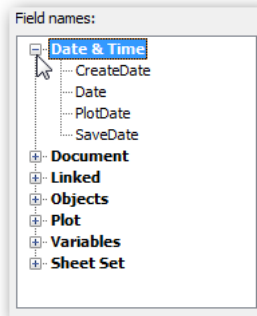 Field names:
Date & Time
CreateDate
Date
PlotDate
SaveDate
Document
Linked
Objects
Plot
Variables
Sheet Set